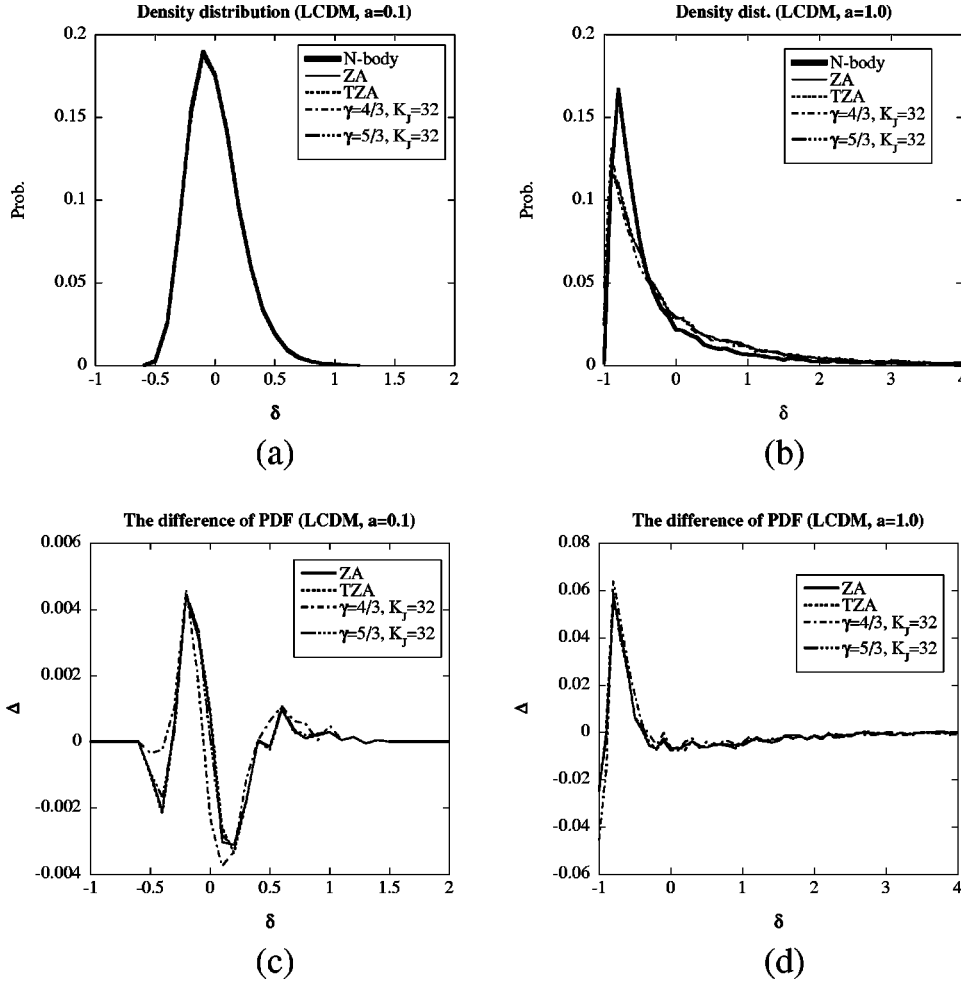 Density distribution (LCDM, a=0.1)
0.2
0.15
0.1
0.05
0
Prob.
N-body
ZA
TZA
γ=4/3, K_J=32
γ=5/3, K_J=32
-1 -0.5 0 0.5 1 1.5 2
δ
(a)
Density dist. (LCDM, a=1.0)
0.2
0.15
0.1
0.05
0
Prob.
N-body
ZA
TZA
γ=4/3, K_J=32
γ=5/3, K_J=32
-1 0 1 2 3 4
δ
(b)
The difference of PDF (LCDM, a=0.1)
0.006
0.004
0.002
0
-0.002
-0.004
Δ
ZA
TZA
γ=4/3, K_J=32
γ=5/3, K_J=32
-1 -0.5 0 0.5 1 1.5 2
δ
(c)
The difference of PDF (LCDM, a=1.0)
0.08
0.06
0.04
0.02
0
-0.02
-0.04
-0.06
Δ
ZA
TZA
γ=4/3, K_J=32
γ=5/3, K_J=32
-1 0 1 2 3 4
δ
(d)